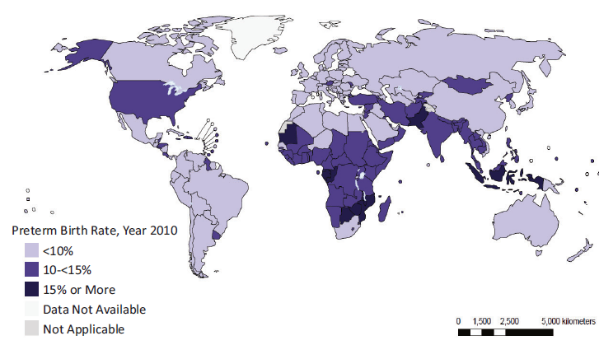 Preterm Birth Rate, Year 2010
<10%
10-<15%
15% or More
Data Not Available
Not Applicable
0 1,500 2,500 5,000 kilometers